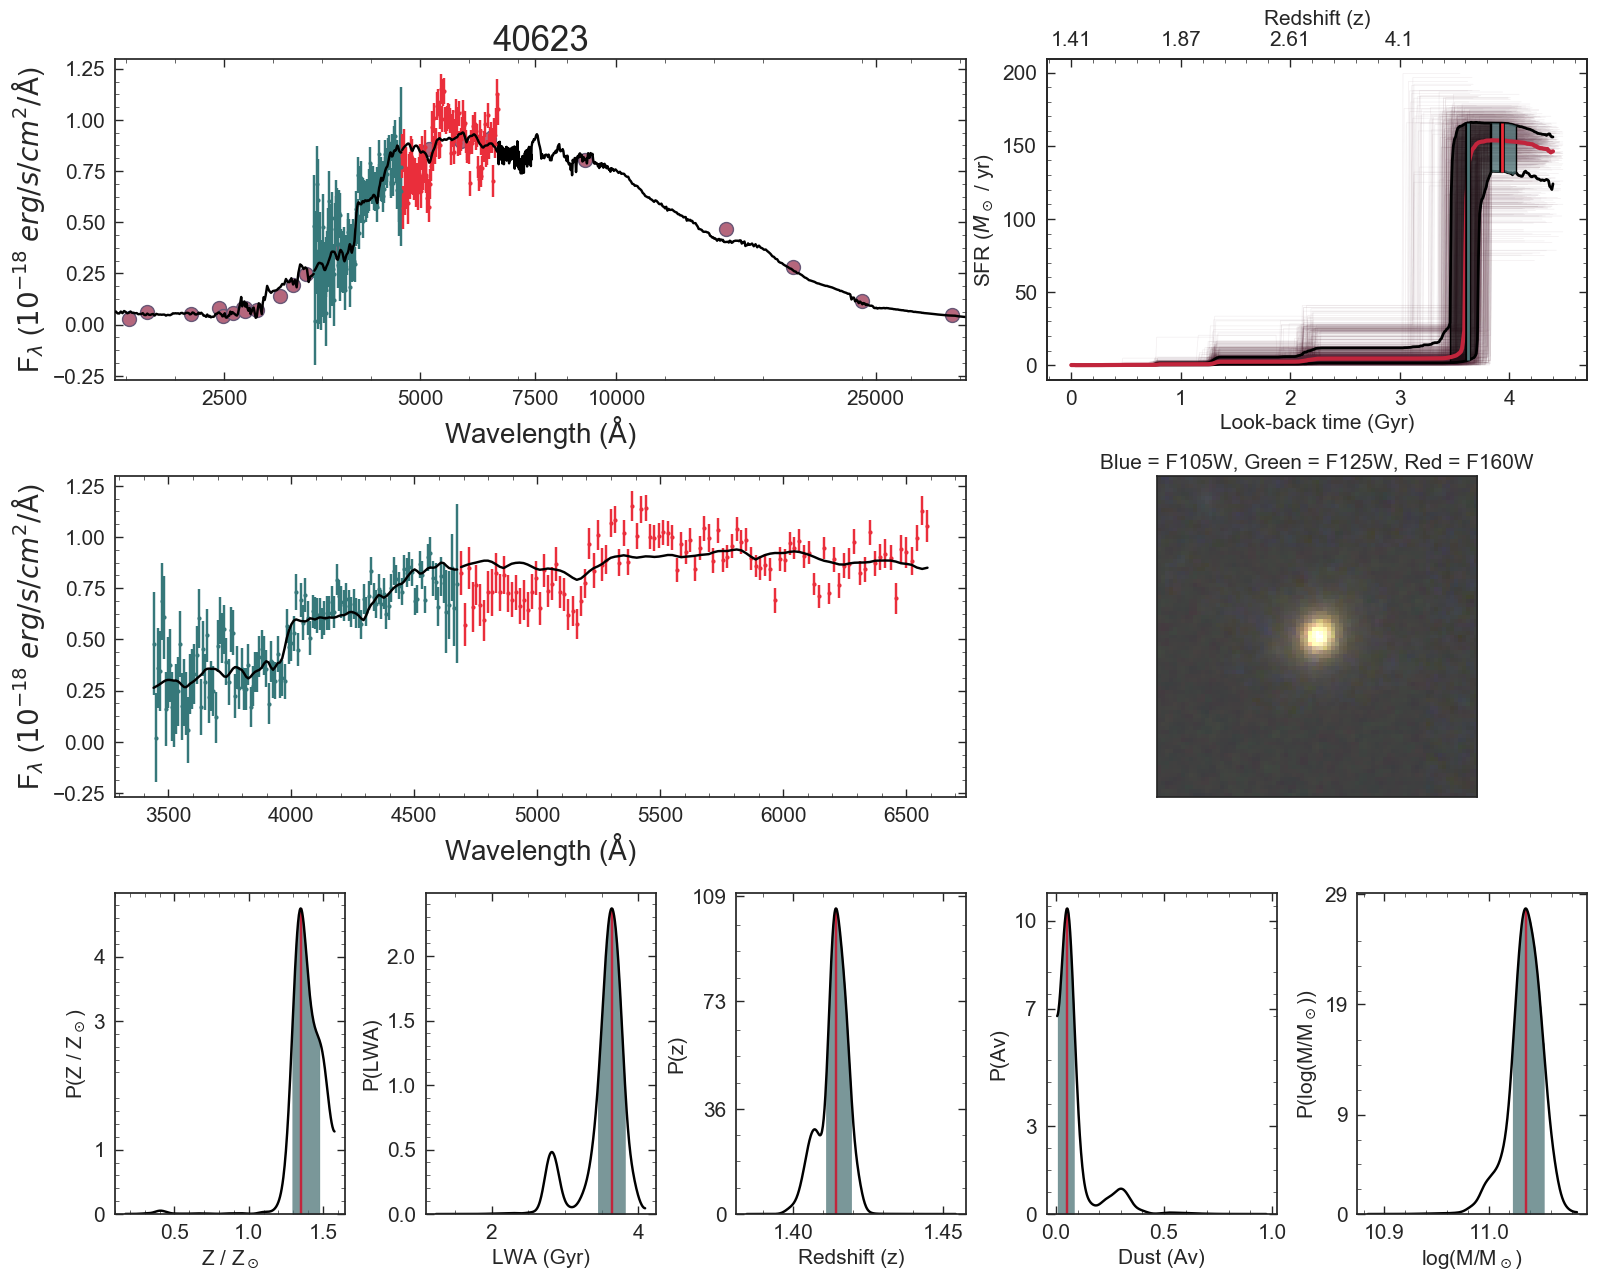 40623
1.25
1.00
0.75
0.50
0.25
0.00
−0.25
F_λ (10^−18 erg/s/cm^2/Å)
2500 5000 7500 10000 25000
Wavelength (Å)
Redshift (z)
1.41 1.87 2.61 4.1
200
150
100
50
0
SFR (M_⊙ / yr)
0 1 2 3 4
Look-back time (Gyr)
1.25
1.00
0.75
0.50
0.25
0.00
−0.25
F_λ (10^−18 erg/s/cm^2/Å)
3500 4000 4500 5000 5500 6000 6500
Wavelength (Å)
Blue = F105W, Green = F125W, Red = F160W
4
3
1
0
P(Z / Z_⊙)
0.5 1.0 1.5
Z / Z_⊙
2.0
1.5
1.0
0.5
0.0
P(LWA)
2 4
LWA (Gyr)
109
73
36
0
P(z)
1.40 1.45
Redshift (z)
10
7
3
0
P(Av)
0.0 0.5 1.0
Dust (Av)
29
19
9
0
P(log(M/M_⊙))
10.9 11.0
log(M/M_⊙)